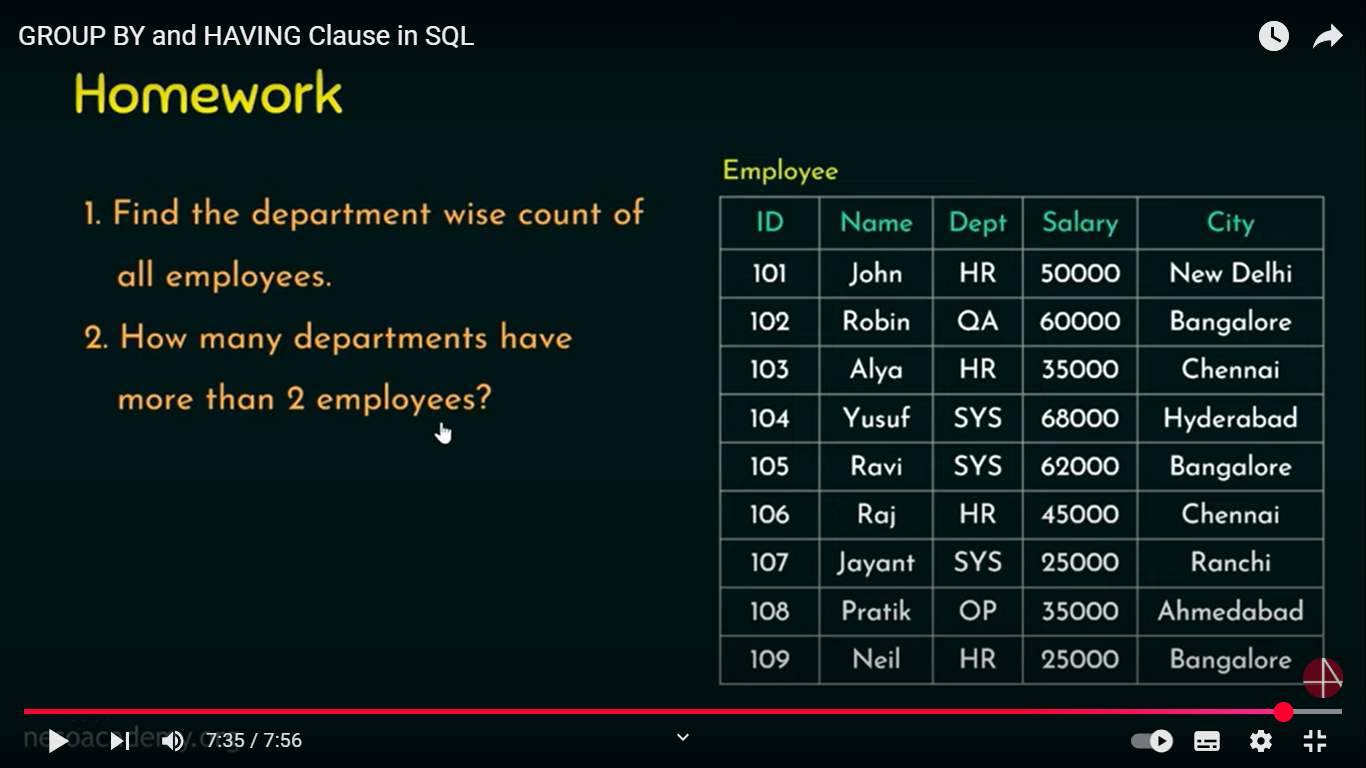 GROUP BY and HAVING Clause in SQL
Homework
1. Find the department wise count of
all employees.
2. How many departments have
more than 2 employees?
Employee
ID Name Dept Salary City
101 John HR 50000 New Delhi
102 Robin QA 60000 Bangalore
103 Alya HR 35000 Chennai
104 Yusuf SYS 68000 Hyderabad
105 Ravi SYS 62000 Bangalore
106 Raj HR 45000 Chennai
107 Jayant SYS 25000 Ranchi
108 Pratik OP 35000 Ahmedabad
109 Neil HR 25000 Bangalore
7:35 / 7:56